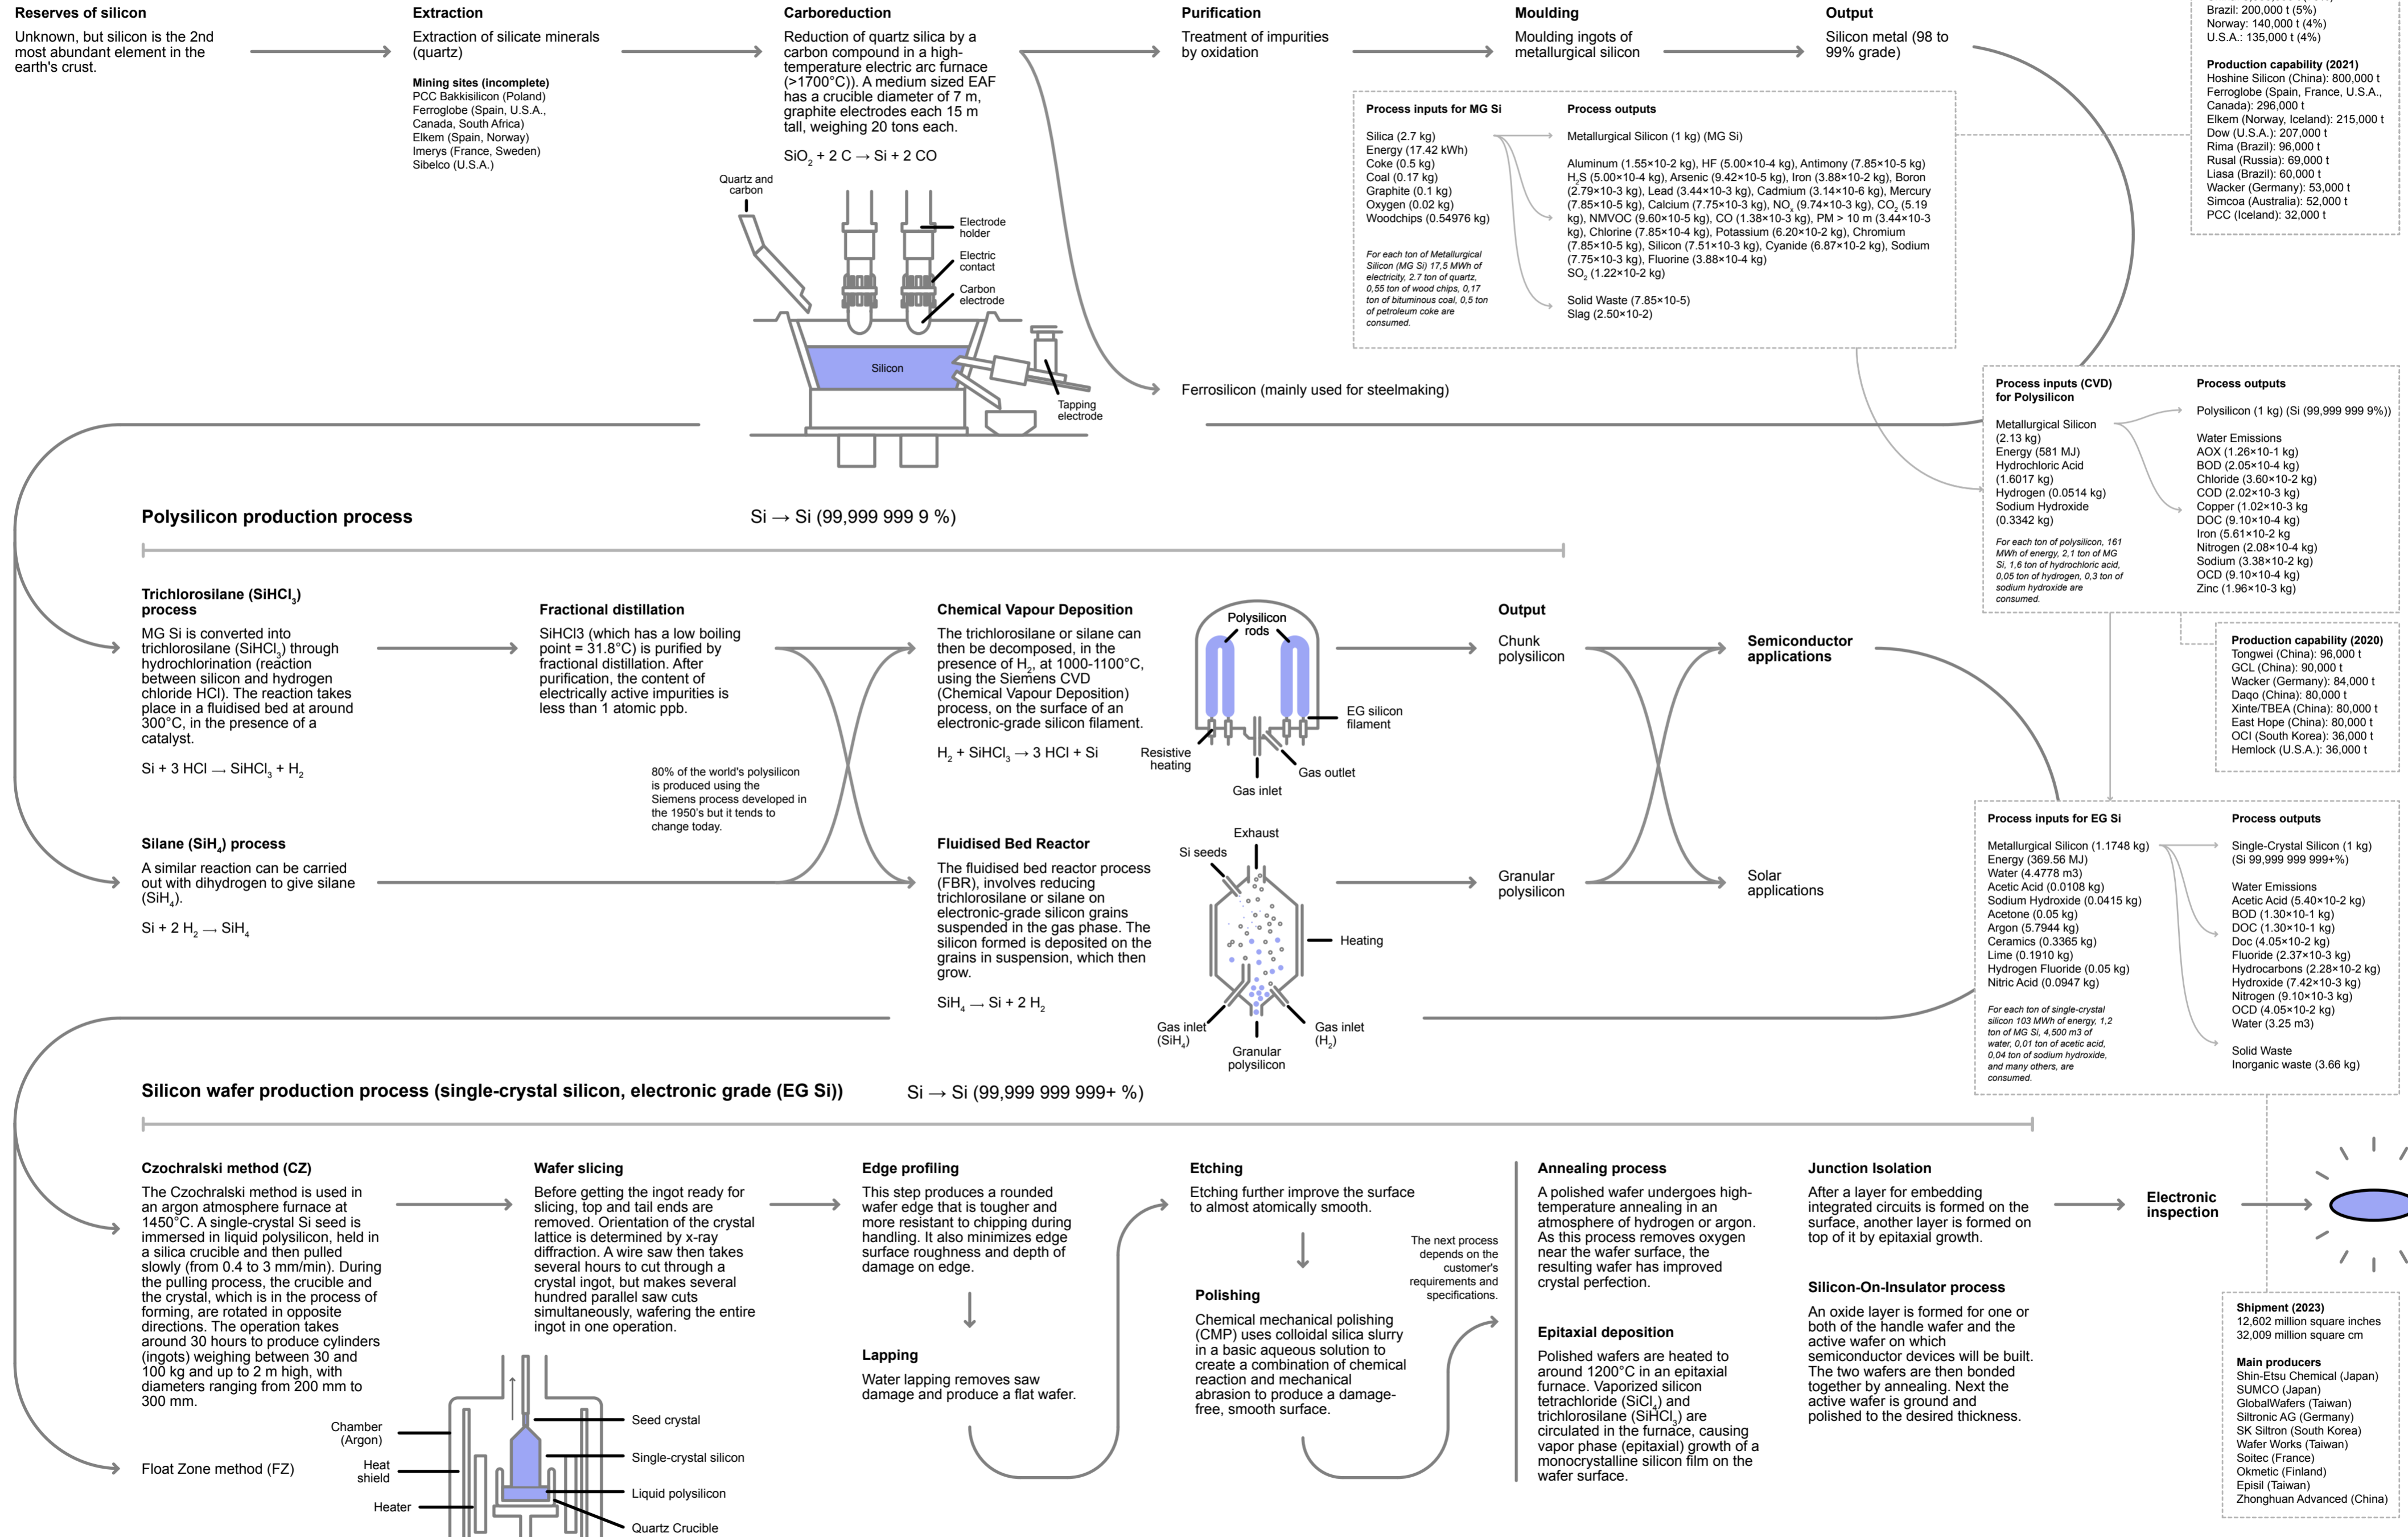 Reserves of silicon
Unknown, but silicon is the 2nd
most abundant element in the
earth's crust.
Extraction
Extraction of silicate minerals
(quartz)
Mining sites (incomplete)
PCC Bakkisilicon (Poland)
Ferroglobe (Spain, U.S.A.,
Canada, South Africa)
Elkem (Spain, Norway)
Imerys (France, Sweden)
Sibelco (U.S.A.)
Carboreduction
Reduction of quartz silica by a
carbon compound in a high-
temperature electric arc furnace
(>1700°C)). A medium sized EAF
has a crucible diameter of 7 m,
graphite electrodes each 15 m
tall, weighing 20 tons each.
SiO₂ + 2 C → Si + 2 CO
Quartz and
carbon
Electrode
holder
Electric
contact
Carbon
electrode
Silicon
Tapping
electrode
Purification
Treatment of impurities
by oxidation
Moulding
Moulding ingots of
metallurgical silicon
Output
Silicon metal (98 to
99% grade)
Ferrosilicon (mainly used for steelmaking)
Process inputs for MG Si
Silica (2.7 kg)
Energy (17.42 kWh)
Coke (0.5 kg)
Coal (0.17 kg)
Graphite (0.1 kg)
Oxygen (0.02 kg)
Woodchips (0.54976 kg)
For each ton of Metallurgical
Silicon (MG Si) 17,5 MWh of
electricity, 2.7 ton of quartz,
0,55 ton of wood chips, 0,17
ton of bituminous coal, 0,5 ton
of petroleum coke are
consumed.
Process outputs
Metallurgical Silicon (1 kg) (MG Si)
Aluminum (1.55×10-2 kg), HF (5.00×10-4 kg), Antimony (7.85×10-5 kg)
H₂S (5.00×10-4 kg), Arsenic (9.42×10-5 kg), Iron (3.88×10-2 kg), Boron
(2.79×10-3 kg), Lead (3.44×10-3 kg), Cadmium (3.14×10-6 kg), Mercury
(7.85×10-5 kg), Calcium (7.75×10-3 kg), NOₓ (9.74×10-3 kg), CO₂ (5.19
kg), NMVOC (9.60×10-5 kg), CO (1.38×10-3 kg), PM > 10 m (3.44×10-3
kg), Chlorine (7.85×10-4 kg), Potassium (6.20×10-2 kg), Chromium
(7.85×10-5 kg), Silicon (7.51×10-3 kg), Cyanide (6.87×10-2 kg), Sodium
(7.75×10-3 kg), Fluorine (3.88×10-4 kg)
SO₂ (1.22×10-2 kg)
Solid Waste (7.85×10-5)
Slag (2.50×10-2)
Brazil: 200,000 t (5%)
Norway: 140,000 t (4%)
U.S.A.: 135,000 t (4%)
Production capability (2021)
Hoshine Silicon (China): 800,000 t
Ferroglobe (Spain, France, U.S.A.,
Canada): 296,000 t
Elkem (Norway, Iceland): 215,000 t
Dow (U.S.A.): 207,000 t
Rima (Brazil): 96,000 t
Rusal (Russia): 69,000 t
Liasa (Brazil): 60,000 t
Wacker (Germany): 53,000 t
Simcoa (Australia): 52,000 t
PCC (Iceland): 32,000 t
Process inputs (CVD)
for Polysilicon
Metallurgical Silicon
(2.13 kg)
Energy (581 MJ)
Hydrochloric Acid
(1.6017 kg)
Hydrogen (0.0514 kg)
Sodium Hydroxide
(0.3342 kg)
For each ton of polysilicon, 161
MWh of energy, 2,1 ton of MG
Si, 1,6 ton of hydrochloric acid,
0,05 ton of hydrogen, 0,3 ton of
sodium hydroxide are
consumed.
Process outputs
Polysilicon (1 kg) (Si (99,999 999 9%))
Water Emissions
AOX (1.26×10-1 kg)
BOD (2.05×10-4 kg)
Chloride (3.60×10-2 kg)
COD (2.02×10-3 kg)
Copper (1.02×10-3 kg
DOC (9.10×10-4 kg)
Iron (5.61×10-2 kg
Nitrogen (2.08×10-4 kg)
Sodium (3.38×10-2 kg)
OCD (9.10×10-4 kg)
Zinc (1.96×10-3 kg)
Production capability (2020)
Tongwei (China): 96,000 t
GCL (China): 90,000 t
Wacker (Germany): 84,000 t
Daqo (China): 80,000 t
Xinte/TBEA (China): 80,000 t
East Hope (China): 80,000 t
OCI (South Korea): 36,000 t
Hemlock (U.S.A.): 36,000 t
Polysilicon production process
Si → Si (99,999 999 9 %)
Trichlorosilane (SiHCl₃)
process
MG Si is converted into
trichlorosilane (SiHCl₃) through
hydrochlorination (reaction
between silicon and hydrogen
chloride HCl). The reaction takes
place in a fluidised bed at around
300°C, in the presence of a
catalyst.
Si + 3 HCl → SiHCl₃ + H₂
Fractional distillation
SiHCl3 (which has a low boiling
point = 31.8°C) is purified by
fractional distillation. After
purification, the content of
electrically active impurities is
less than 1 atomic ppb.
80% of the world's polysilicon
is produced using the
Siemens process developed in
the 1950's but it tends to
change today.
Silane (SiH₄) process
A similar reaction can be carried
out with dihydrogen to give silane
(SiH₄).
Si + 2 H₂ → SiH₄
Chemical Vapour Deposition
The trichlorosilane or silane can
then be decomposed, in the
presence of H₂, at 1000-1100°C,
using the Siemens CVD
(Chemical Vapour Deposition)
process, on the surface of an
electronic-grade silicon filament.
H₂ + SiHCl₃ → 3 HCl + Si
Polysilicon
rods
EG silicon
filament
Resistive
heating
Gas outlet
Gas inlet
Fluidised Bed Reactor
The fluidised bed reactor process
(FBR), involves reducing
trichlorosilane or silane on
electronic-grade silicon grains
suspended in the gas phase. The
silicon formed is deposited on the
grains in suspension, which then
grow.
SiH₄ → Si + 2 H₂
Exhaust
Si seeds
Heating
Gas inlet
(SiH₄)
Gas inlet
(H₂)
Granular
polysilicon
Output
Chunk
polysilicon
Semiconductor
applications
Granular
polysilicon
Solar
applications
Process inputs for EG Si
Metallurgical Silicon (1.1748 kg)
Energy (369.56 MJ)
Water (4.4778 m3)
Acetic Acid (0.0108 kg)
Sodium Hydroxide (0.0415 kg)
Acetone (0.05 kg)
Argon (5.7944 kg)
Ceramics (0.3365 kg)
Lime (0.1910 kg)
Hydrogen Fluoride (0.05 kg)
Nitric Acid (0.0947 kg)
For each ton of single-crystal
silicon 103 MWh of energy, 1,2
ton of MG Si, 4,500 m3 of
water, 0,01 ton of acetic acid,
0,04 ton of sodium hydroxide,
and many others, are
consumed.
Process outputs
Single-Crystal Silicon (1 kg)
(Si 99,999 999 999+%)
Water Emissions
Acetic Acid (5.40×10-2 kg)
BOD (1.30×10-1 kg)
DOC (1.30×10-1 kg)
Doc (4.05×10-2 kg)
Fluoride (2.37×10-3 kg)
Hydrocarbons (2.28×10-2 kg)
Hydroxide (7.42×10-3 kg)
Nitrogen (9.10×10-3 kg)
OCD (4.05×10-2 kg)
Water (3.25 m3)
Solid Waste
Inorganic waste (3.66 kg)
Silicon wafer production process (single-crystal silicon, electronic grade (EG Si))
Si → Si (99,999 999 999+ %)
Czochralski method (CZ)
The Czochralski method is used in
an argon atmosphere furnace at
1450°C. A single-crystal Si seed is
immersed in liquid polysilicon, held in
a silica crucible and then pulled
slowly (from 0.4 to 3 mm/min). During
the pulling process, the crucible and
the crystal, which is in the process of
forming, are rotated in opposite
directions. The operation takes
around 30 hours to produce cylinders
(ingots) weighing between 30 and
100 kg and up to 2 m high, with
diameters ranging from 200 mm to
300 mm.
Float Zone method (FZ)
Wafer slicing
Before getting the ingot ready for
slicing, top and tail ends are
removed. Orientation of the crystal
lattice is determined by x-ray
diffraction. A wire saw then takes
several hours to cut through a
crystal ingot, but makes several
hundred parallel saw cuts
simultaneously, wafering the entire
ingot in one operation.
Chamber
(Argon)
Heat
shield
Heater
Seed crystal
Single-crystal silicon
Liquid polysilicon
Quartz Crucible
Edge profiling
This step produces a rounded
wafer edge that is tougher and
more resistant to chipping during
handling. It also minimizes edge
surface roughness and depth of
damage on edge.
Lapping
Water lapping removes saw
damage and produce a flat wafer.
Etching
Etching further improve the surface
to almost atomically smooth.
Polishing
Chemical mechanical polishing
(CMP) uses colloidal silica slurry
in a basic aqueous solution to
create a combination of chemical
reaction and mechanical
abrasion to produce a damage-
free, smooth surface.
The next process
depends on the
customer's
requirements and
specifications.
Annealing process
A polished wafer undergoes high-
temperature annealing in an
atmosphere of hydrogen or argon.
As this process removes oxygen
near the wafer surface, the
resulting wafer has improved
crystal perfection.
Epitaxial deposition
Polished wafers are heated to
around 1200°C in an epitaxial
furnace. Vaporized silicon
tetrachloride (SiCl₄) and
trichlorosilane (SiHCl₃) are
circulated in the furnace, causing
vapor phase (epitaxial) growth of a
monocrystalline silicon film on the
wafer surface.
Junction Isolation
After a layer for embedding
integrated circuits is formed on the
surface, another layer is formed on
top of it by epitaxial growth.
Silicon-On-Insulator process
An oxide layer is formed for one or
both of the handle wafer and the
active wafer on which
semiconductor devices will be built.
The two wafers are then bonded
together by annealing. Next the
active wafer is ground and
polished to the desired thickness.
Electronic
inspection
Shipment (2023)
12,602 million square inches
32,009 million square cm
Main producers
Shin-Etsu Chemical (Japan)
SUMCO (Japan)
GlobalWafers (Taiwan)
Siltronic AG (Germany)
SK Siltron (South Korea)
Wafer Works (Taiwan)
Soitec (France)
Okmetic (Finland)
Episil (Taiwan)
Zhonghuan Advanced (China)